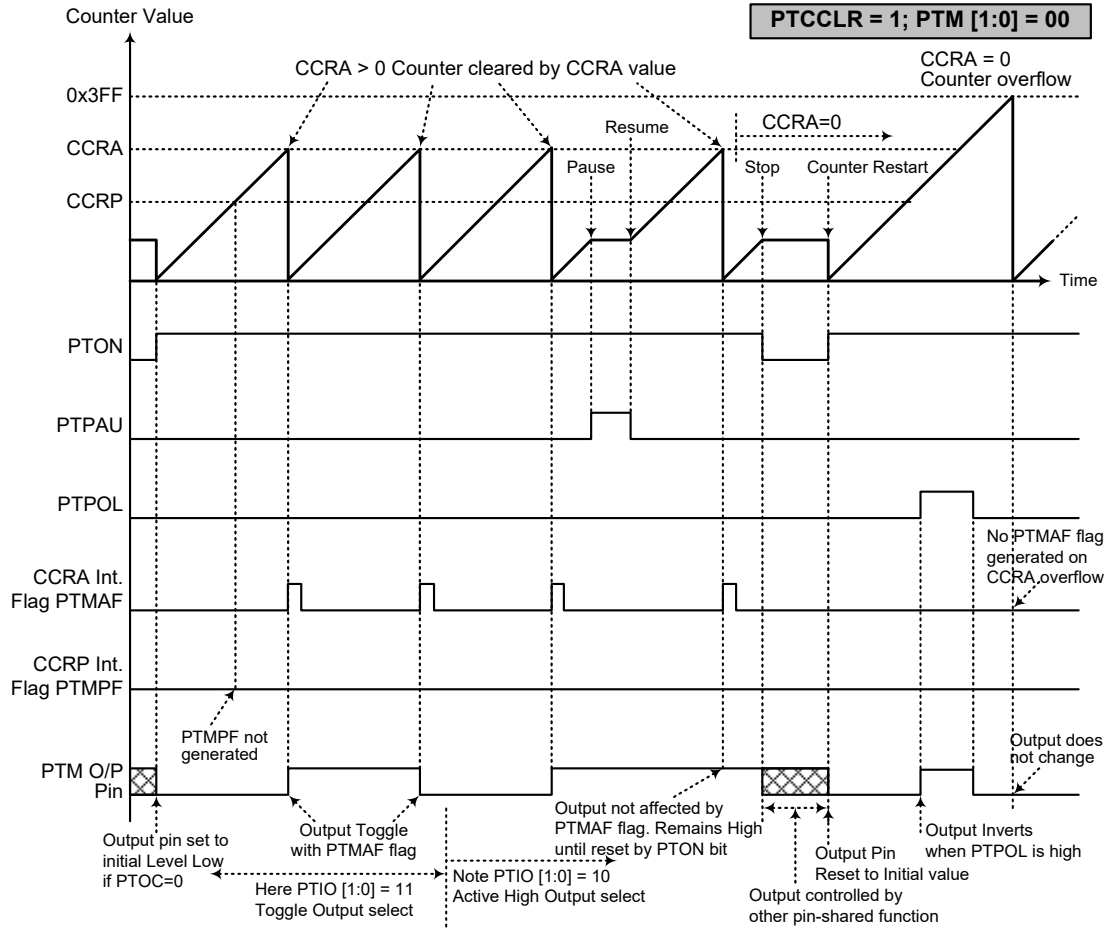 Counter Value
PTCCLR = 1; PTM [1:0] = 00
CCRA > 0 Counter cleared by CCRA value
CCRA = 0
Counter overflow
0x3FF
CCRA=0
Resume
CCRA
Pause
Stop
Counter Restart
CCRP
Time
PTON
PTPAU
PTPOL
No PTMAF flag
generated on
CCRA overflow
CCRA Int.
Flag PTMAF
CCRP Int.
Flag PTMPF
PTMPF not
generated
Output does
not change
PTM O/P
Pin
Output pin set to
initial Level Low
if PTOC=0
Output Toggle
with PTMAF flag
Here PTIO [1:0] = 11
Toggle Output select
Note PTIO [1:0] = 10
Active High Output select
Output not affected by
PTMAF flag. Remains High
until reset by PTON bit
Output controlled by
other pin-shared function
Output Pin
Reset to Initial value
Output Inverts
when PTPOL is high